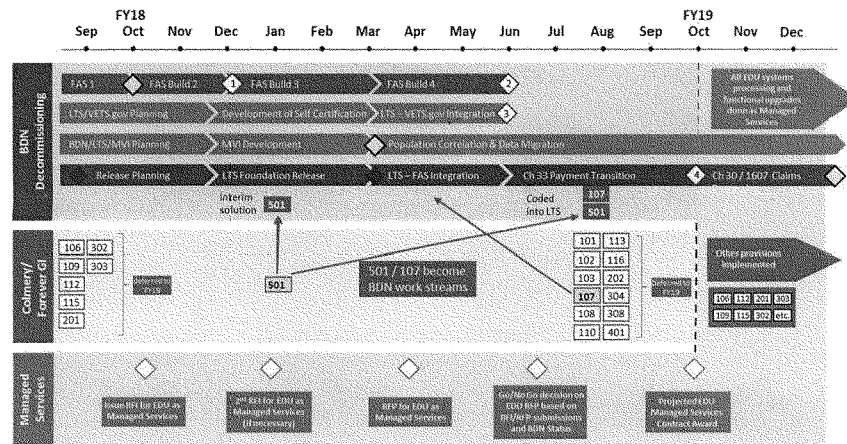 FY18
FY19
Sep Oct Nov Dec Jan Feb Mar Apr May Jun Jul Aug Sep Oct Nov Dec
BDN
Decommissioning
FAS 1
FAS Build 2
1
FAS Build 3
FAS Build 4
2
All EDU systems
processing and
functional upgrades
done as Managed
Services
LTS/VETS.gov Planning
Development of Self Certification
LTS – VETS.gov Integration
3
BDN/LTS/MVI Planning
MVI Development
Population Correlation & Data Migration
Release Planning
LTS Foundation Release
LTS – FAS Integration
Ch 33 Payment Transition
4
Ch 30 / 1607 Claims
Interim
solution
501
Coded
into LTS
107
501
Colmery/
Forever GI
106 302
109 303
112
115
201
Deferred to
FY19
501
501 / 107 become
BDN work streams
101 113
102 116
103 202
107 304
108 308
110 401
Deferred to
FY19
Other provisions
implemented
106 112 201 303
109 115 302 etc.
Managed
Services
Issue RFI for EDU as
Managed Services
2nd RFI for EDU as
Managed Services
(if necessary)
RFP for EDU as
Managed Services
Go/No Go decision on
EDU RFP based on
RFI/RFP submissions
and BDN Status
Projected EDU
Managed Services
Contract Award